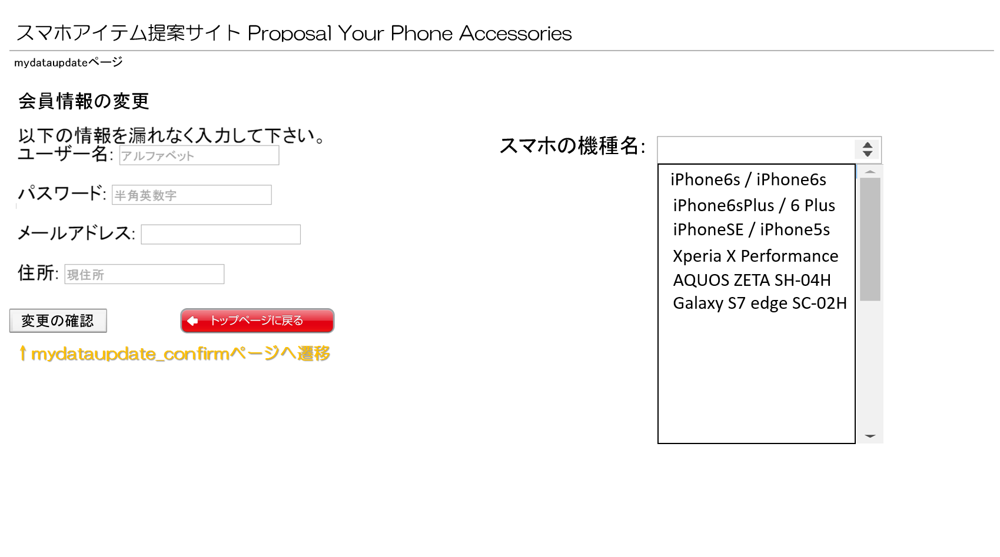 スマホアイテム提案サイト Proposal Your Phone Accessories
mydataupdateページ
会員情報の変更
以下の情報を漏れなく入力して下さい。
ユーザー名: アルファベット
パスワード: 半角英数字
メールアドレス:
住所: 現住所
変更の確認
トップページに戻る
↑mydataupdate_confirmページへ遷移
スマホの機種名:
iPhone6s / iPhone6s
iPhone6sPlus / 6 Plus
iPhoneSE / iPhone5s
Xperia X Performance
AQUOS ZETA SH-04H
Galaxy S7 edge SC-02H